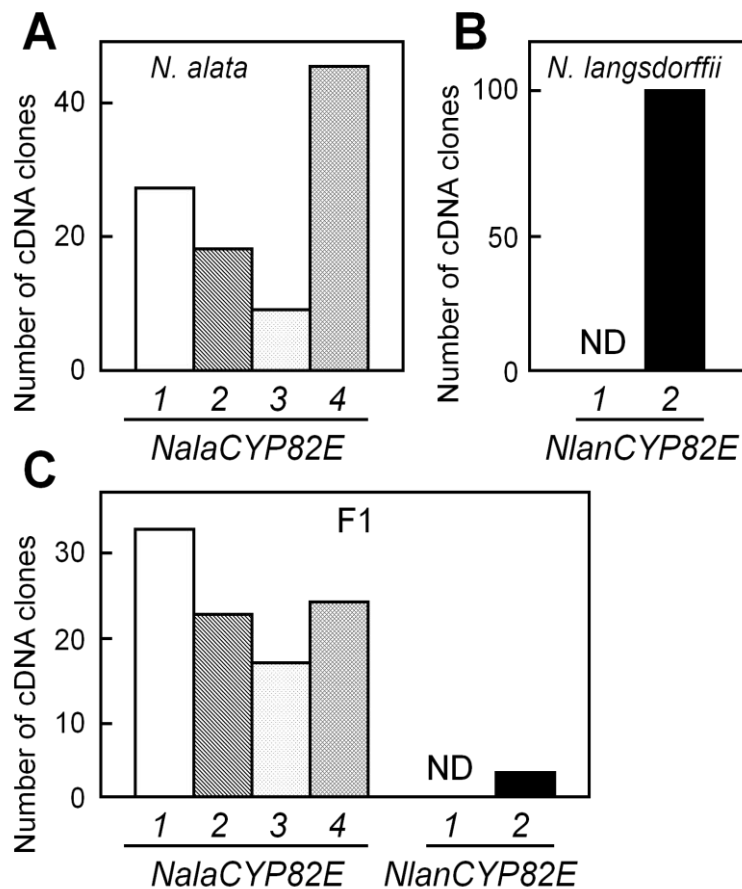 A
N. alata
Number of cDNA clones
40
20
0
1 2 3 4
NalaCYP82E
B
N. langsdorffii
Number of cDNA clones
100
50
0
ND
1 2
NlanCYP82E
C
F1
Number of cDNA clones
30
20
10
0
ND
1 2 3 4 1 2
NalaCYP82E NlanCYP82E